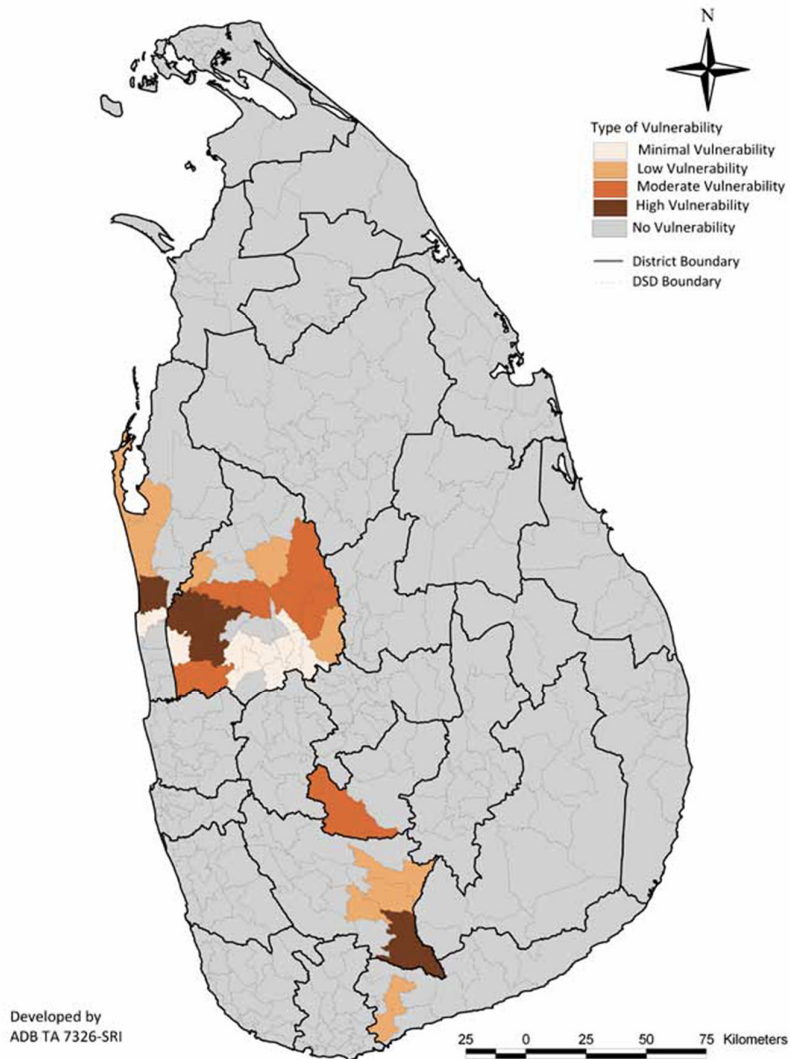 N
Type of Vulnerability
Minimal Vulnerability
Low Vulnerability
Moderate Vulnerability
High Vulnerability
No Vulnerability
District Boundary
DSD Boundary
Developed by
ADB TA 7326-SRI
25 0 25 50 75 Kilometers